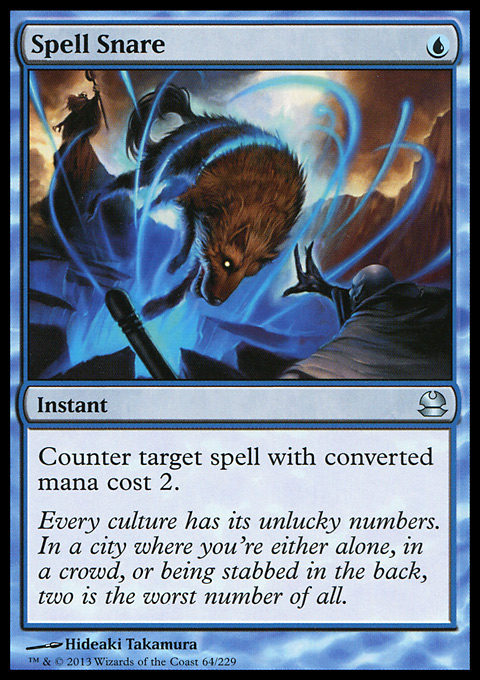 Spell Snare
Instant
Counter target spell with converted
mana cost 2.
Every culture has its unlucky numbers.
In a city where you're either alone, in
a crowd, or being stabbed in the back,
two is the worst number of all.
Hideaki Takamura
™ & © 2013 Wizards of the Coast 64/229